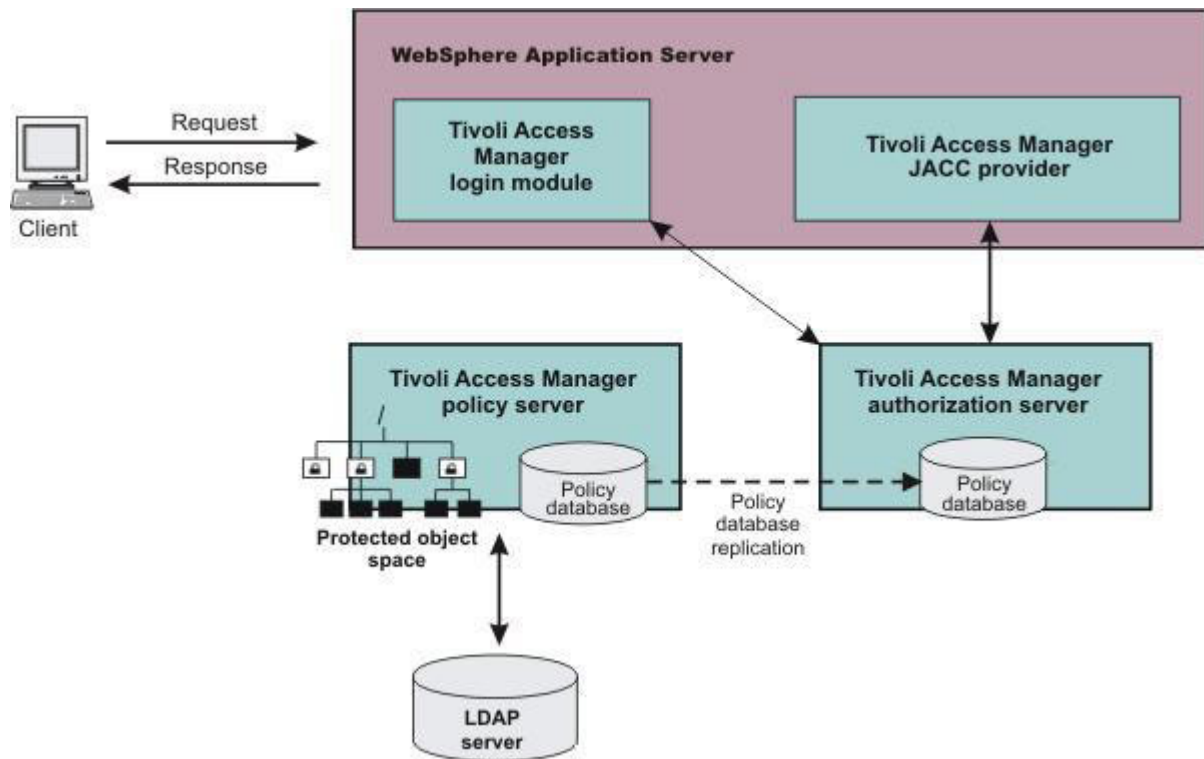 WebSphere Application Server
Request
Response
Client
Tivoli Access
Manager
login module
Tivoli Access Manager
JACC provider
Tivoli Access Manager
policy server
/
Policy
database
Protected object
space
Policy
database
replication
Tivoli Access Manager
authorization server
Policy
database
LDAP
server